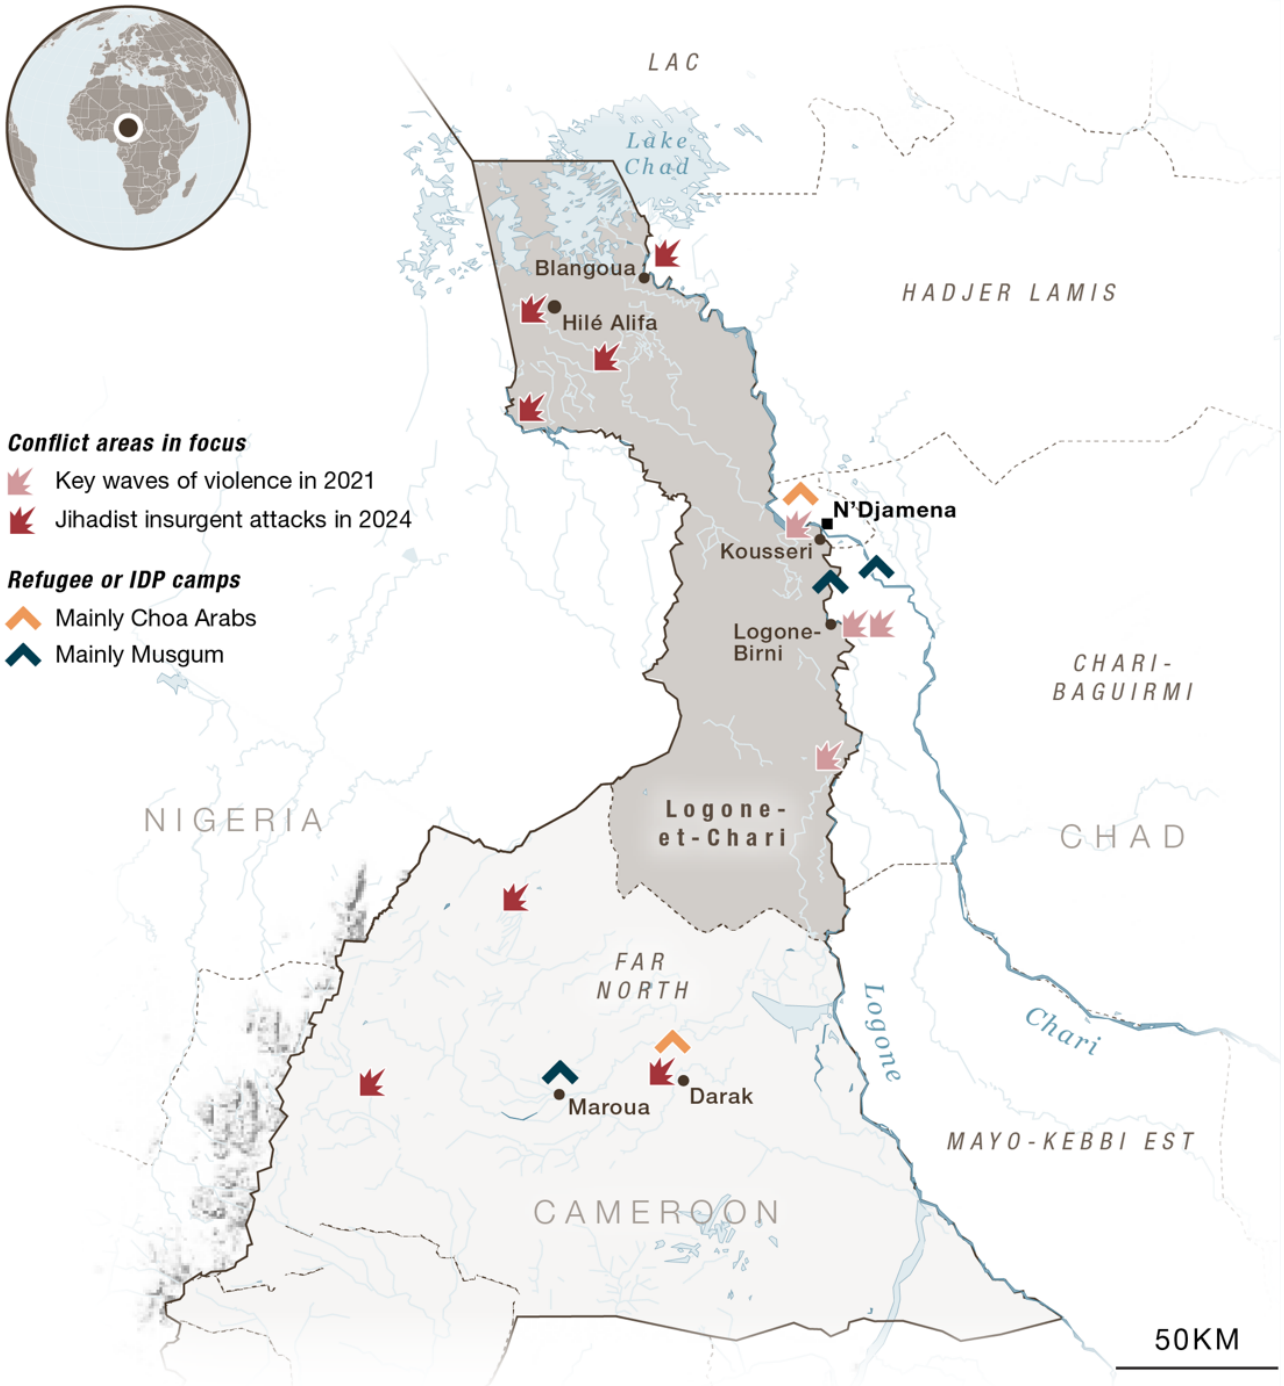 LAC
Lake
Chad
Blangoua
HADJER LAMIS
Hilé Alifa
Conflict areas in focus
Key waves of violence in 2021
Jihadist insurgent attacks in 2024
N'Djamena
Kousseri
Refugee or IDP camps
Mainly Choa Arabs
Mainly Musgum
Logone-
Birni
CHARI-
BAGUIRMI
NIGERIA
Logone-
et-Chari
CHAD
FAR
NORTH
Logone
Chari
Maroua
Darak
MAYO-KEBBI EST
CAMEROON
50KM